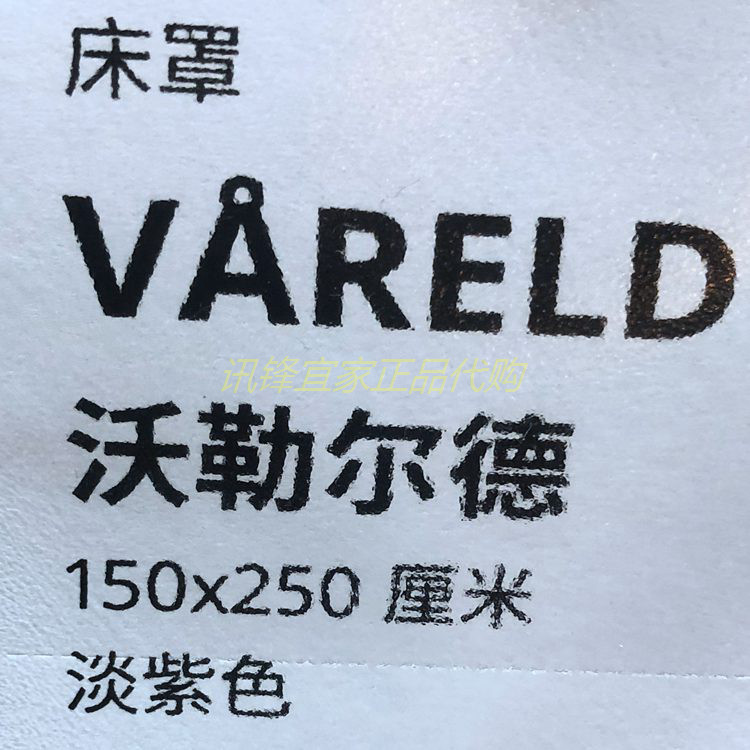 床罩
VÅRELD
讯锋宜家正品代购
沃勒尔德
150x250 厘米
淡紫色